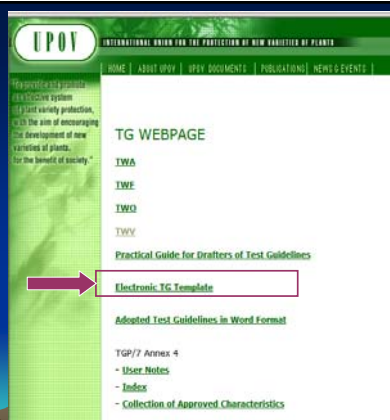 UPOV
INTERNATIONAL UNION FOR THE PROTECTION OF NEW VARIETIES OF PLANTS
HOME | ABOUT UPOV | UPOV DOCUMENTS | PUBLICATIONS | NEWS & EVENTS |
"To provide and promote
an effective system
of plant variety protection,
with the aim of encouraging
the development of new
varieties of plants,
for the benefit of society."
TG WEBPAGE
TWA
TWF
TWO
TWV
Practical Guide for Drafters of Test Guidelines
Electronic TG Template
Adopted Test Guidelines in Word Format
TGP/7 Annex 4
- User Notes
- Index
- Collection of Approved Characteristics